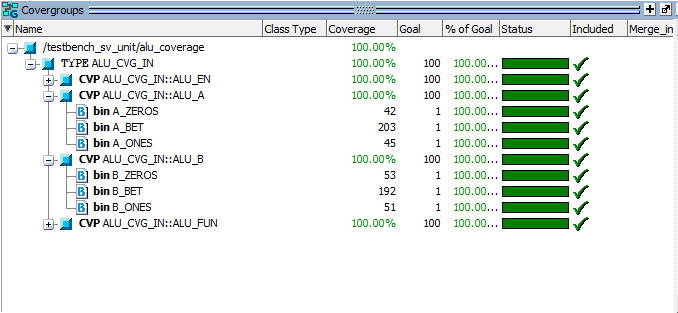 Covergroups
Name Class Type Coverage Goal % of Goal Status Included Merge_in
/testbench_sv_unit/alu_coverage 100.00%
TYPE ALU_CVG_IN 100.00% 100 100.00...
CVP ALU_CVG_IN::ALU_EN 100.00% 100 100.00...
CVP ALU_CVG_IN::ALU_A 100.00% 100 100.00...
B bin A_ZEROS 42 1 100.00...
B bin A_BET 203 1 100.00...
B bin A_ONES 45 1 100.00...
CVP ALU_CVG_IN::ALU_B 100.00% 100 100.00...
B bin B_ZEROS 53 1 100.00...
B bin B_BET 192 1 100.00...
B bin B_ONES 51 1 100.00...
CVP ALU_CVG_IN::ALU_FUN 100.00% 100 100.00...